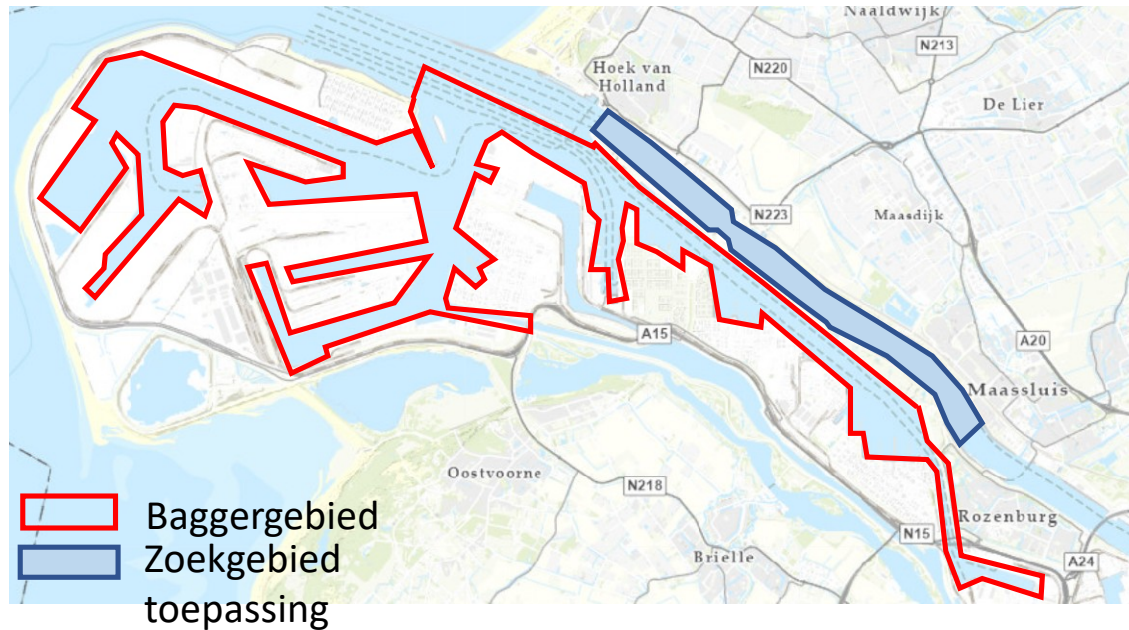 Naaldwijk
N213
Hoek van
Holland
N220
De Lier
N223
Maasdijk
A15
A20
Maassluis
Oostvoorne
N218
Baggergebied
N15
Rozenburg
Zoekgebied
Brielle
A24
toepassing